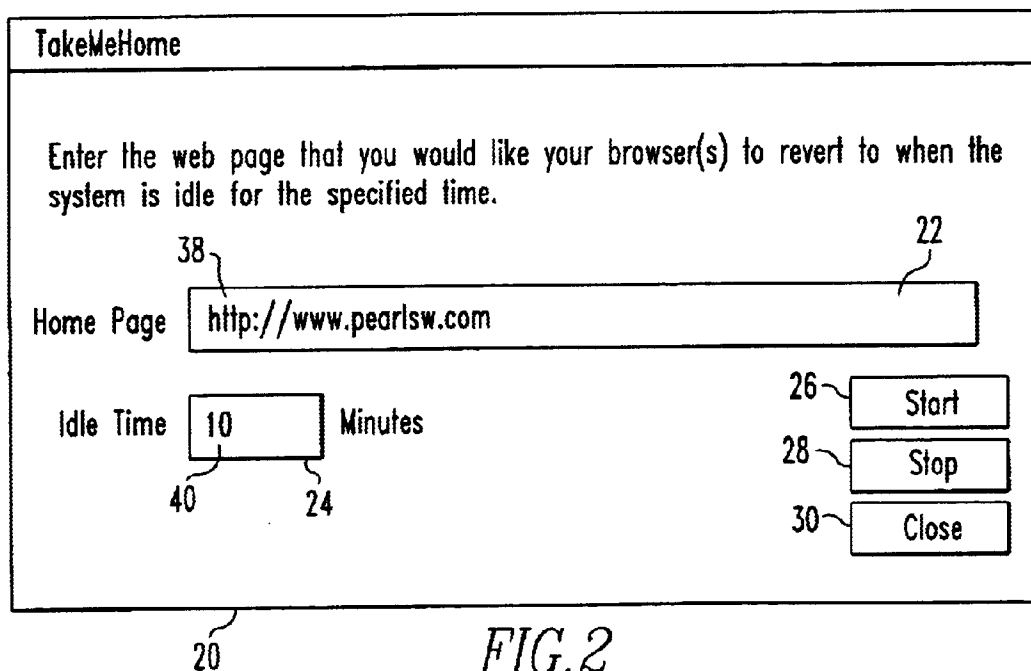 TakeMeHome
Enter the web page that you would like your browser(s) to revert to when the
system is idle for the specified time.
38
22
Home Page http://www.pearlsw.com
26 Start
Idle Time 10 Minutes
28 Stop
40 24
30 Close
20
FIG.2